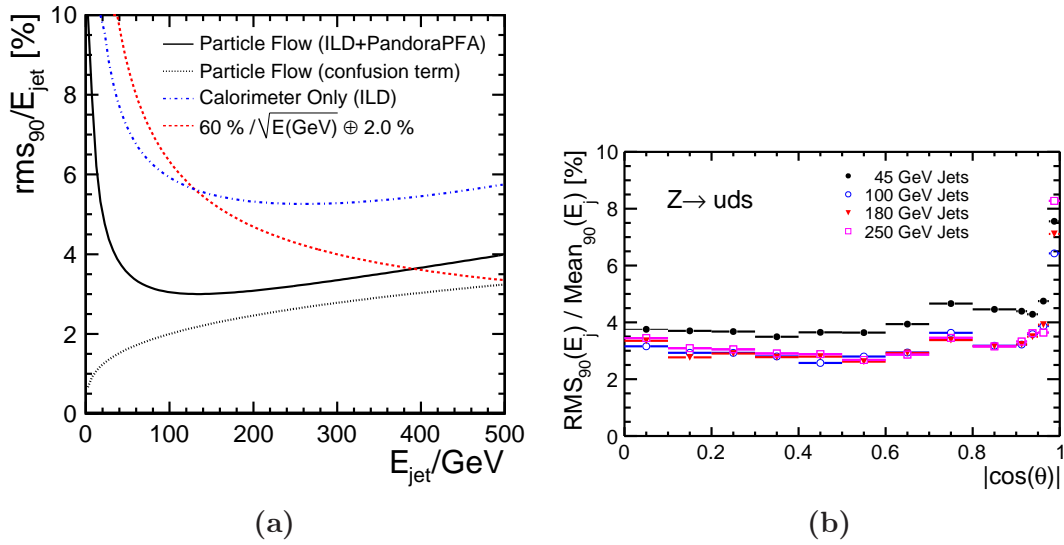 rms90/Ejet [%]
10
8
6
4
2
0
Particle Flow (ILD+PandoraPFA)
Particle Flow (confusion term)
Calorimeter Only (ILD)
60 % /√E(GeV) ⊕ 2.0 %
0 100 200 300 400 500
Ejet/GeV
(a)
RMS90(Ej) / Mean90(Ej) [%]
10
8
6
4
2
0
Z→ uds
45 GeV Jets
100 GeV Jets
180 GeV Jets
250 GeV Jets
0 0.2 0.4 0.6 0.8 1
|cos(θ)|
(b)